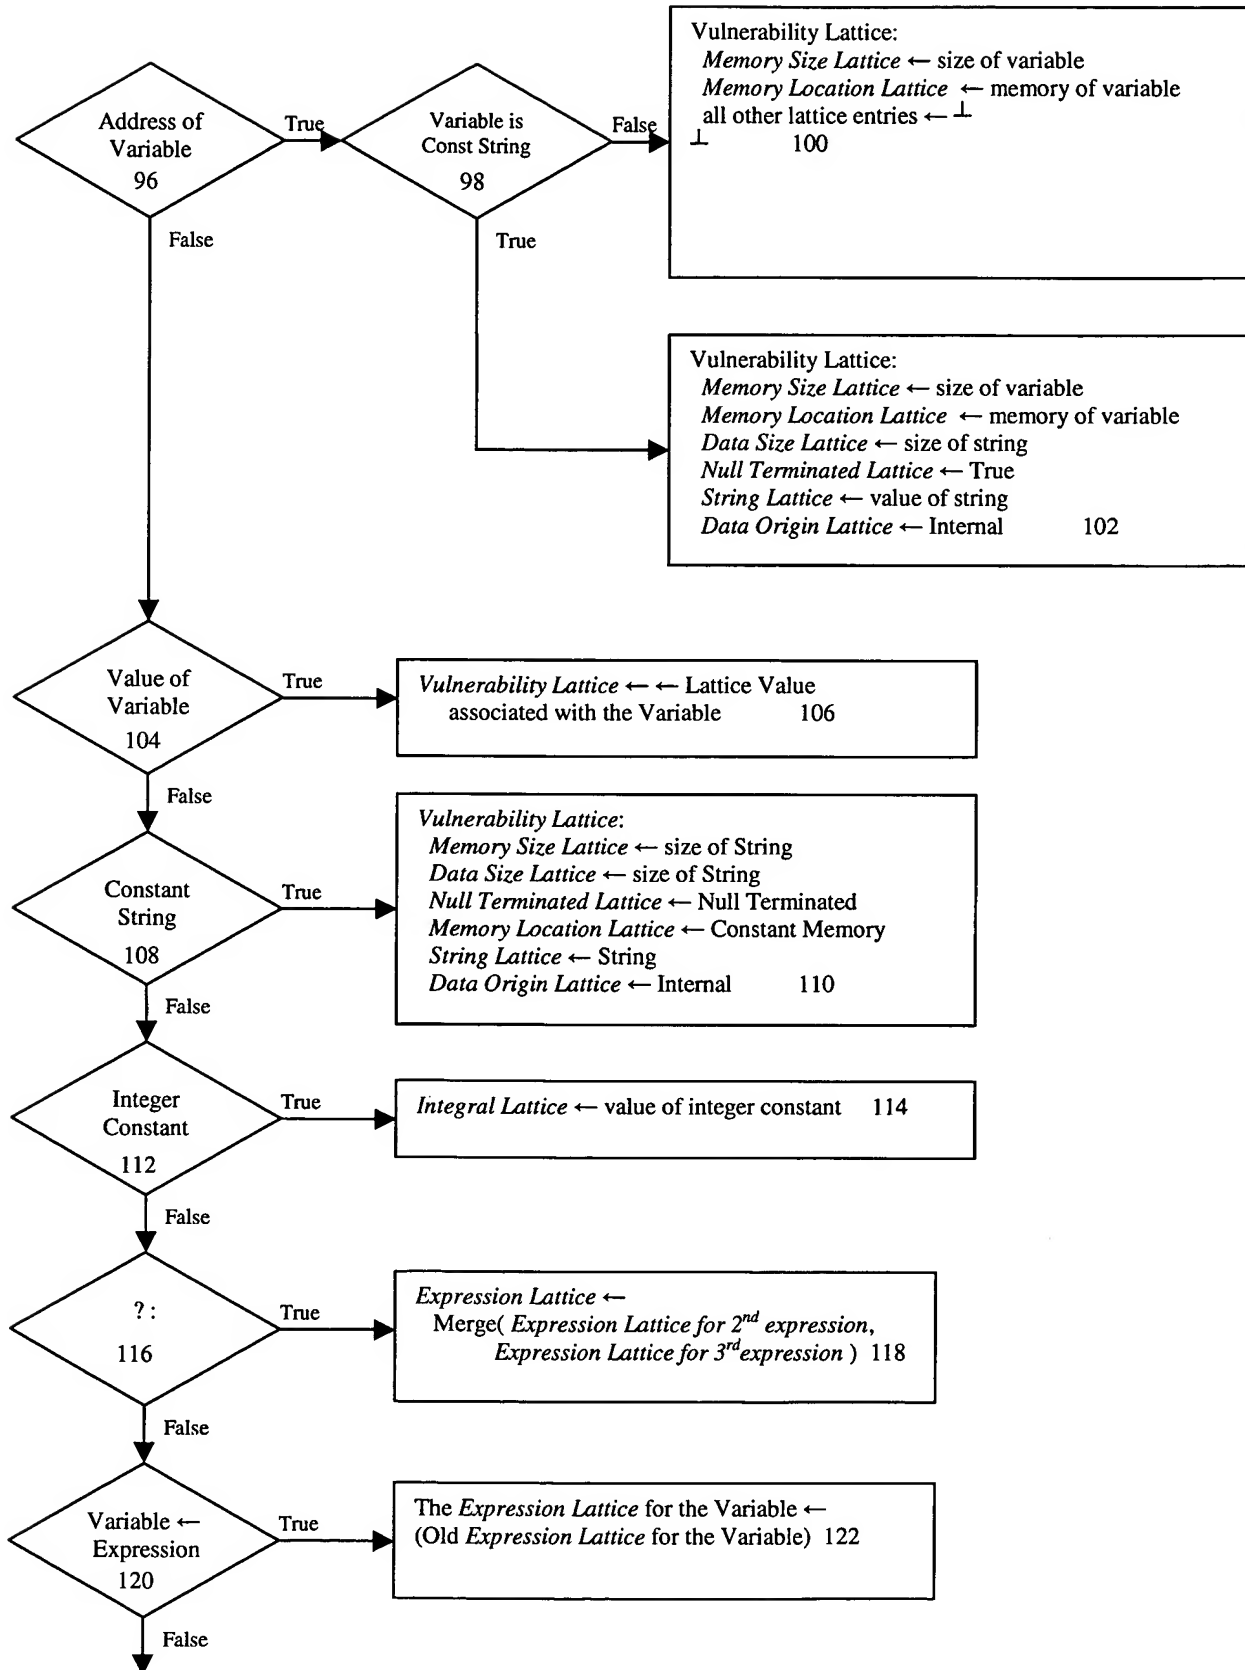 Address of
Variable
96
True
Variable is
Const String
98
False
Vulnerability Lattice:
Memory Size Lattice ← size of variable
Memory Location Lattice ← memory of variable
all other lattice entries ← ⊥
⊥ 100
False
True
Vulnerability Lattice:
Memory Size Lattice ← size of variable
Memory Location Lattice ← memory of variable
Data Size Lattice ← size of string
Null Terminated Lattice ← True
String Lattice ← value of string
Data Origin Lattice ← Internal 102
Value of
Variable
104
True
Vulnerability Lattice ← ← Lattice Value
associated with the Variable 106
False
Constant
String
108
True
Vulnerability Lattice:
Memory Size Lattice ← size of String
Data Size Lattice ← size of String
Null Terminated Lattice ← Null Terminated
Memory Location Lattice ← Constant Memory
String Lattice ← String
Data Origin Lattice ← Internal 110
False
Integer
Constant
112
True
Integral Lattice ← value of integer constant 114
False
? :
116
True
Expression Lattice ←
Merge( Expression Lattice for 2nd expression,
Expression Lattice for 3rd expression ) 118
False
Variable ←
Expression
120
True
The Expression Lattice for the Variable ←
(Old Expression Lattice for the Variable) 122
False